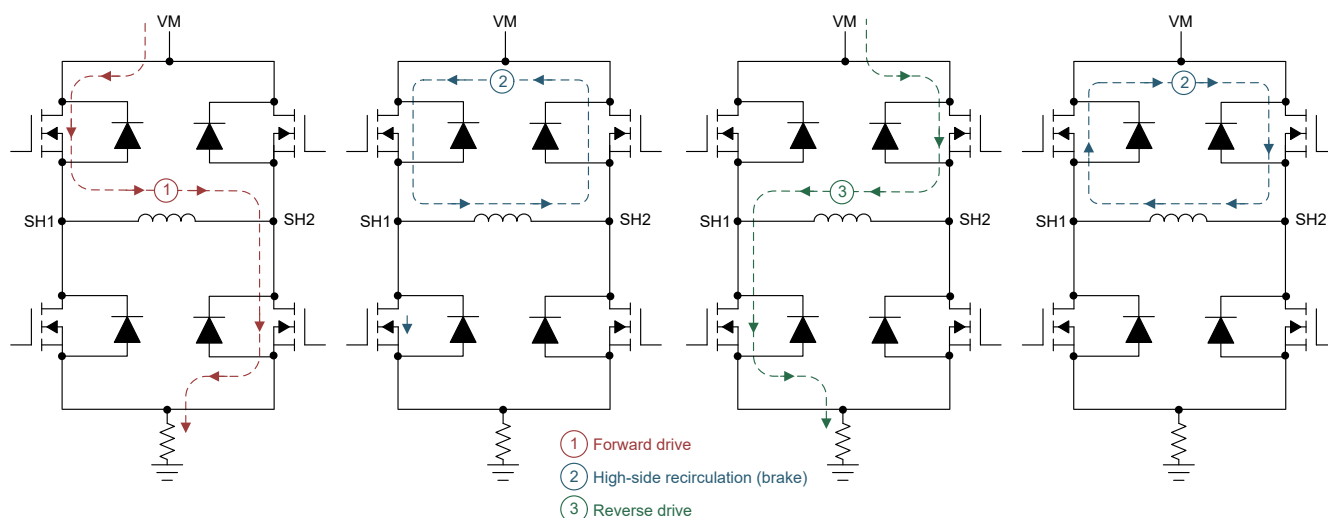 VM
VM
VM
VM
2
2
1
3
SH1
SH2
SH1
SH2
SH1
SH2
SH1
SH2
1 Forward drive
2 High-side recirculation (brake)
3 Reverse drive